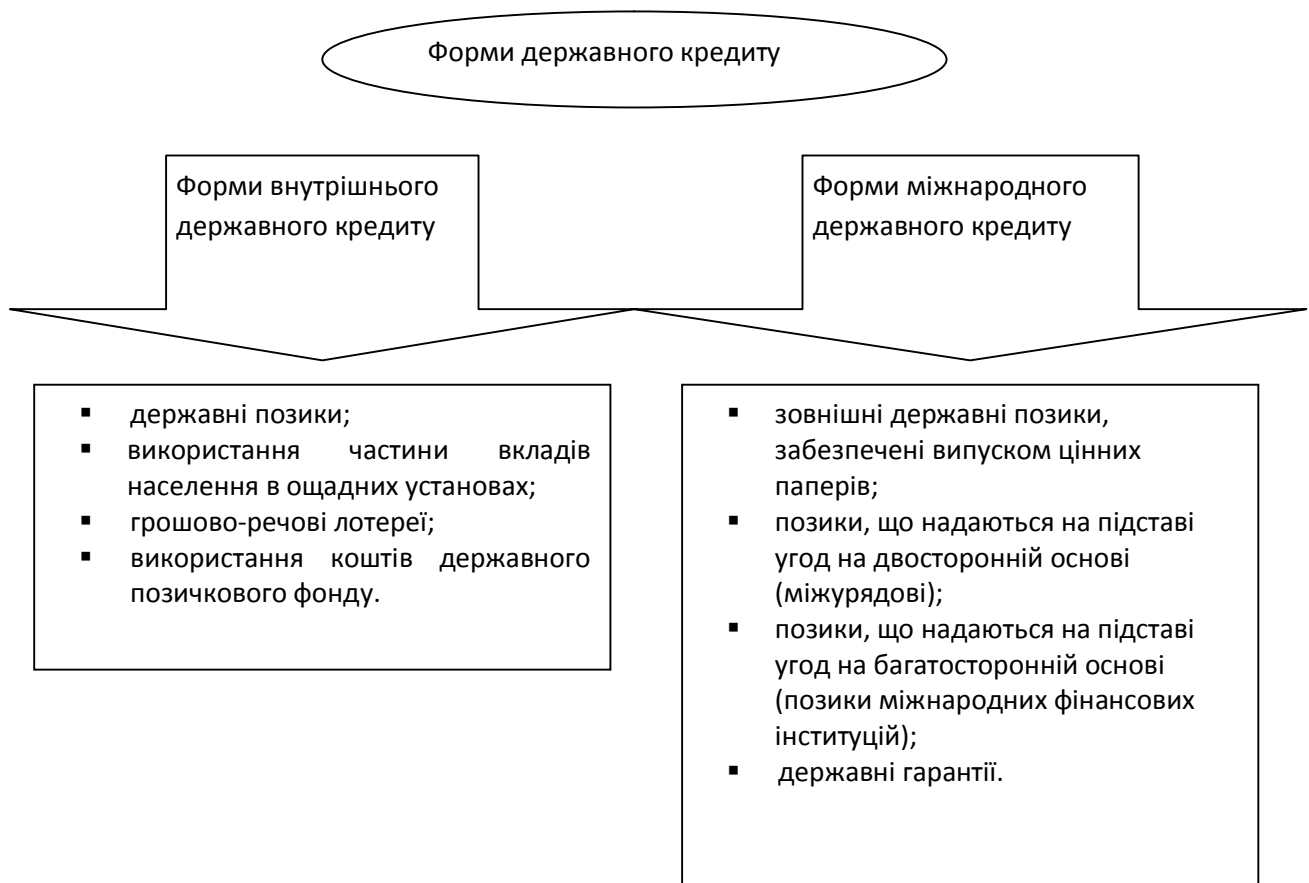 Форми державного кредиту
Форми внутрішнього
державного кредиту
Форми міжнародного
державного кредиту
▪ державні позики;
▪ використання частини вкладів
населення в ощадних установах;
▪ грошово-речові лотереї;
▪ використання коштів державного
позичкового фонду.
▪ зовнішні державні позики,
забезпечені випуском цінних
паперів;
▪ позики, що надаються на підставі
угод на двосторонній основі
(міжурядові);
▪ позики, що надаються на підставі
угод на багатосторонній основі
(позики міжнародних фінансових
інституцій);
▪ державні гарантії.